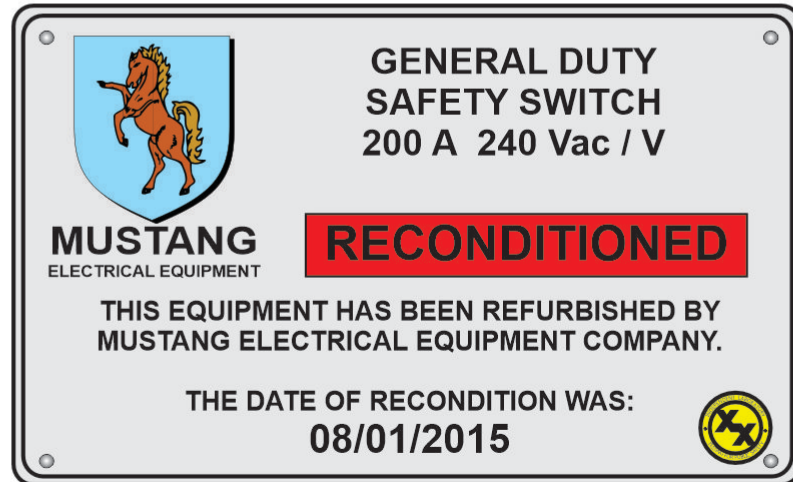 GENERAL DUTY
SAFETY SWITCH
200 A 240 Vac / V
MUSTANG
ELECTRICAL EQUIPMENT
RECONDITIONED
THIS EQUIPMENT HAS BEEN REFURBISHED BY
MUSTANG ELECTRICAL EQUIPMENT COMPANY.
THE DATE OF RECONDITION WAS:
08/01/2015
XX